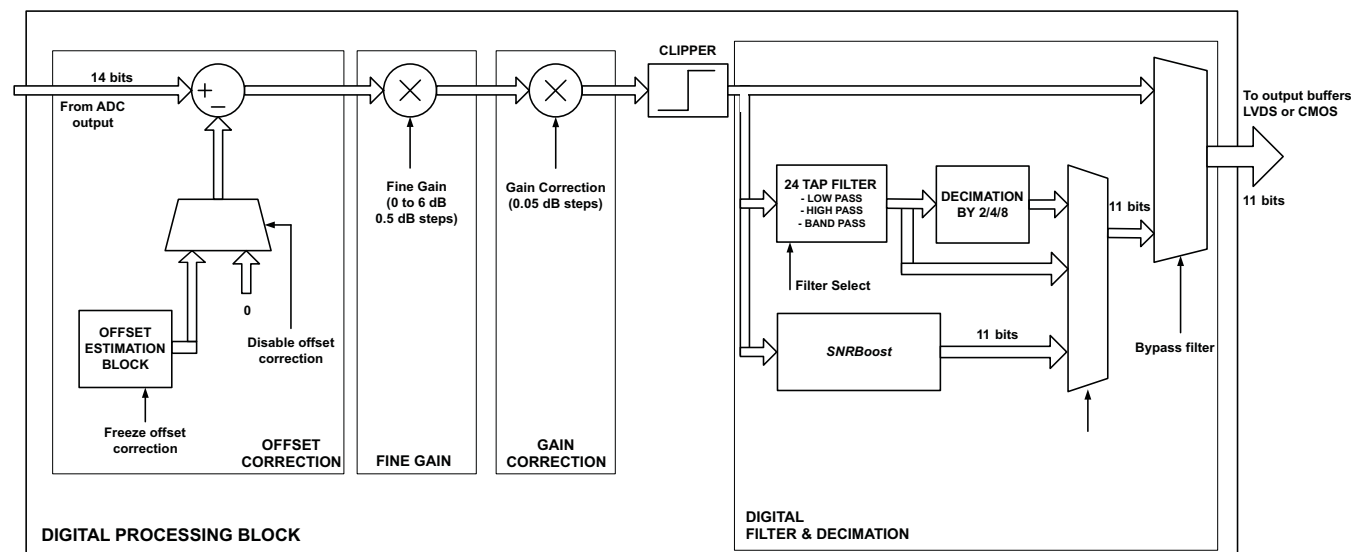 14 bits
From ADC
output
+
–
0
OFFSET
ESTIMATION
BLOCK
Disable offset
correction
Freeze offset
correction
OFFSET
CORRECTION
Fine Gain
(0 to 6 dB
0.5 dB steps)
FINE GAIN
Gain Correction
(0.05 dB steps)
GAIN
CORRECTION
CLIPPER
24 TAP FILTER
- LOW PASS
- HIGH PASS
- BAND PASS
Filter Select
DECIMATION
BY 2/4/8
SNRBoost
11 bits
11 bits
Bypass filter
To output buffers
LVDS or CMOS
11 bits
DIGITAL
FILTER & DECIMATION
DIGITAL PROCESSING BLOCK